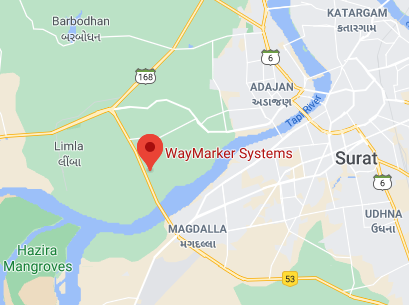 KATARGAM
કતારગામ
Barbodhan
બરબોધન
6
168
ADAJAN
અડાજણ
Tapi River
Limla
લીંબા
WayMarker Systems
Surat
6
UDHNA
ઉધના
MAGDALLA
મગદલ્લા
Hazira
Mangroves
53